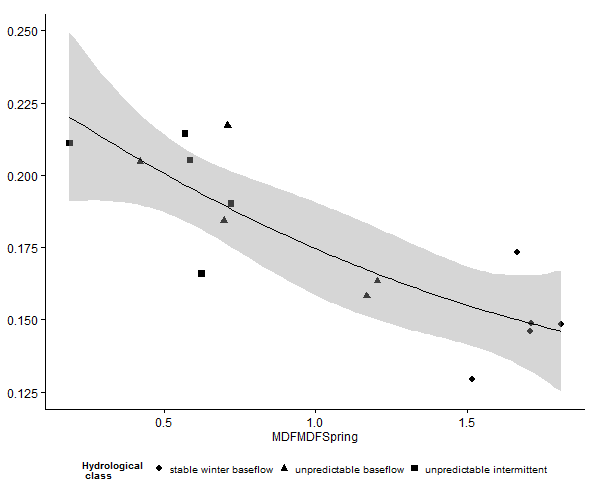 0.250
0.225
0.200
0.175
0.150
0.125
0.5 1.0 1.5
MDFMDFSpring
Hydrological
class
stable winter baseflow unpredictable baseflow unpredictable intermittent